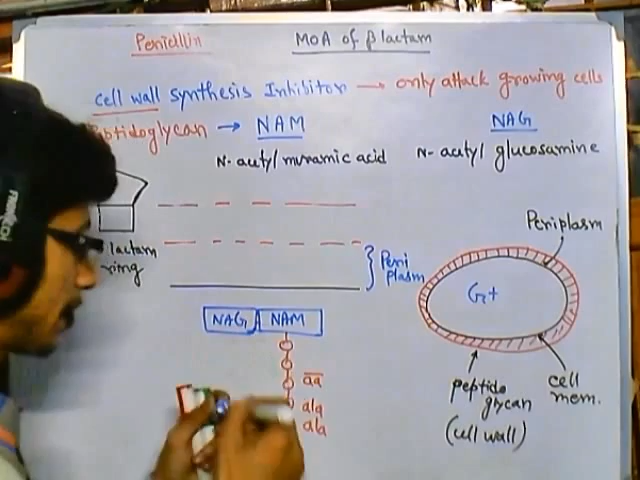 Penicillin
MOA of β lactam
cell wall synthesis Inhibitor → only attack growing cells
Peptidoglycan → NAM
NAG
N-acetyl muramic acid
N-acetyl glucosamine
lactam
ring
Peri
plasm
Periplasm
G+
NAG NAM
aa
ala
ala
peptido
glycan
(cell wall)
cell
mem.